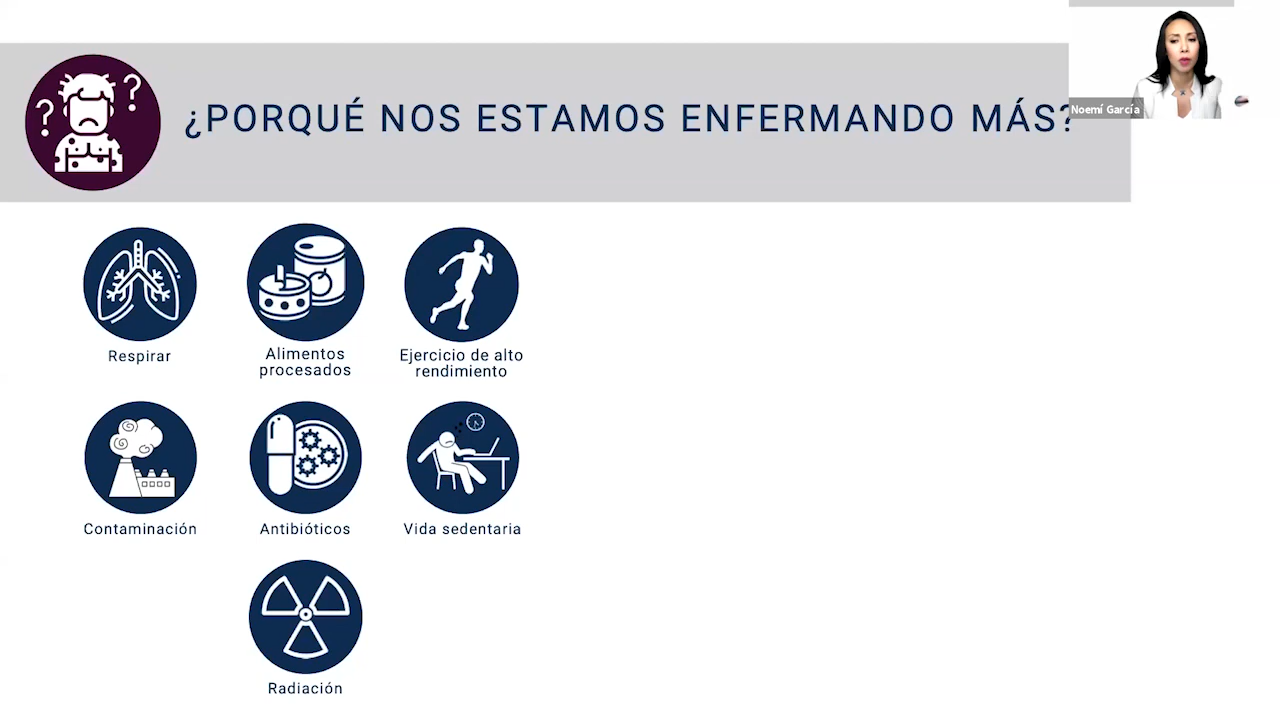 ¿PORQUÉ NOS ESTAMOS ENFERMANDO MÁS?
Noemí García
Respirar
Alimentos
procesados
Ejercicio de alto
rendimiento
Contaminación
Antibióticos
Vida sedentaria
Radiación